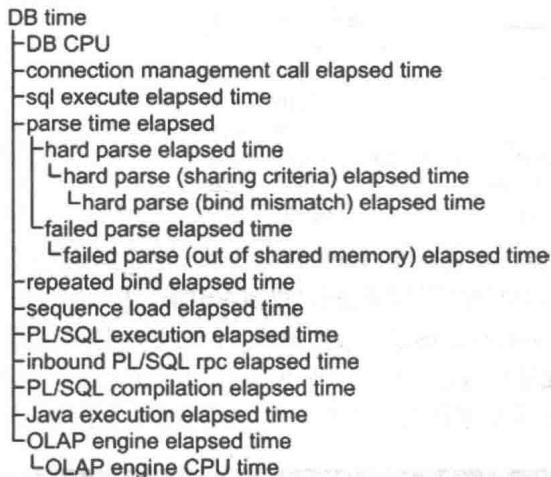 DB time
DB CPU
connection management call elapsed time
sql execute elapsed time
parse time elapsed
hard parse elapsed time
hard parse (sharing criteria) elapsed time
hard parse (bind mismatch) elapsed time
failed parse elapsed time
failed parse (out of shared memory) elapsed time
repeated bind elapsed time
sequence load elapsed time
PL/SQL execution elapsed time
inbound PL/SQL rpc elapsed time
PL/SQL compilation elapsed time
Java execution elapsed time
OLAP engine elapsed time
OLAP engine CPU time